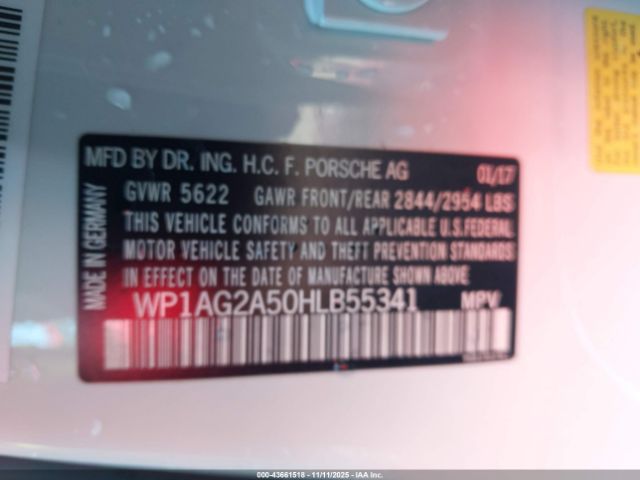 MFD BY DR. ING. H.C. F. PORSCHE AG 01/17
GVWR 5622 GAWR FRONT/REAR 2844/2954 LBS
THIS VEHICLE CONFORMS TO ALL APPLICABLE U.S.FEDERAL
MOTOR VEHICLE SAFETY AND THEFT PREVENTION STANDARDS
IN EFFECT ON THE DATE OF MANUFACTURE SHOWN ABOVE
WP1AG2A50HLB55341 MPV
MADE IN GERMANY
000-43661518 - 11/11/2025 - IAA Inc.